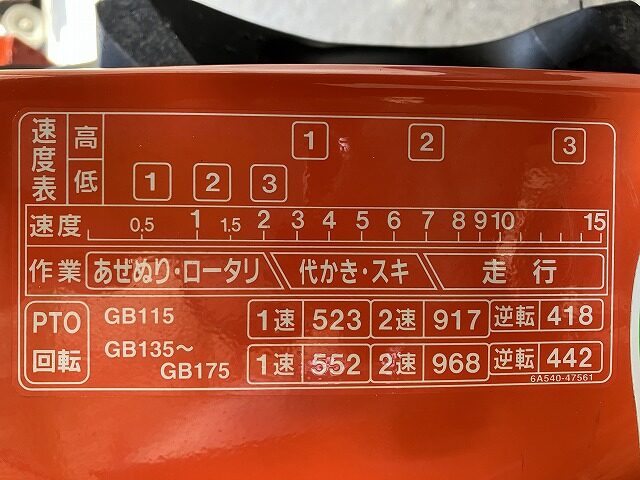 速度表
高 1 2 3
低 1 2 3
速度 0.5 1 1.5 2 3 4 5 6 7 8 9 10 15
作業 あぜぬり・ロータリ 代かき・スキ 走行
PTO回転
GB115 1速 523 2速 917 逆転 418
GB135〜GB175 1速 552 2速 968 逆転 442
6A540-47561